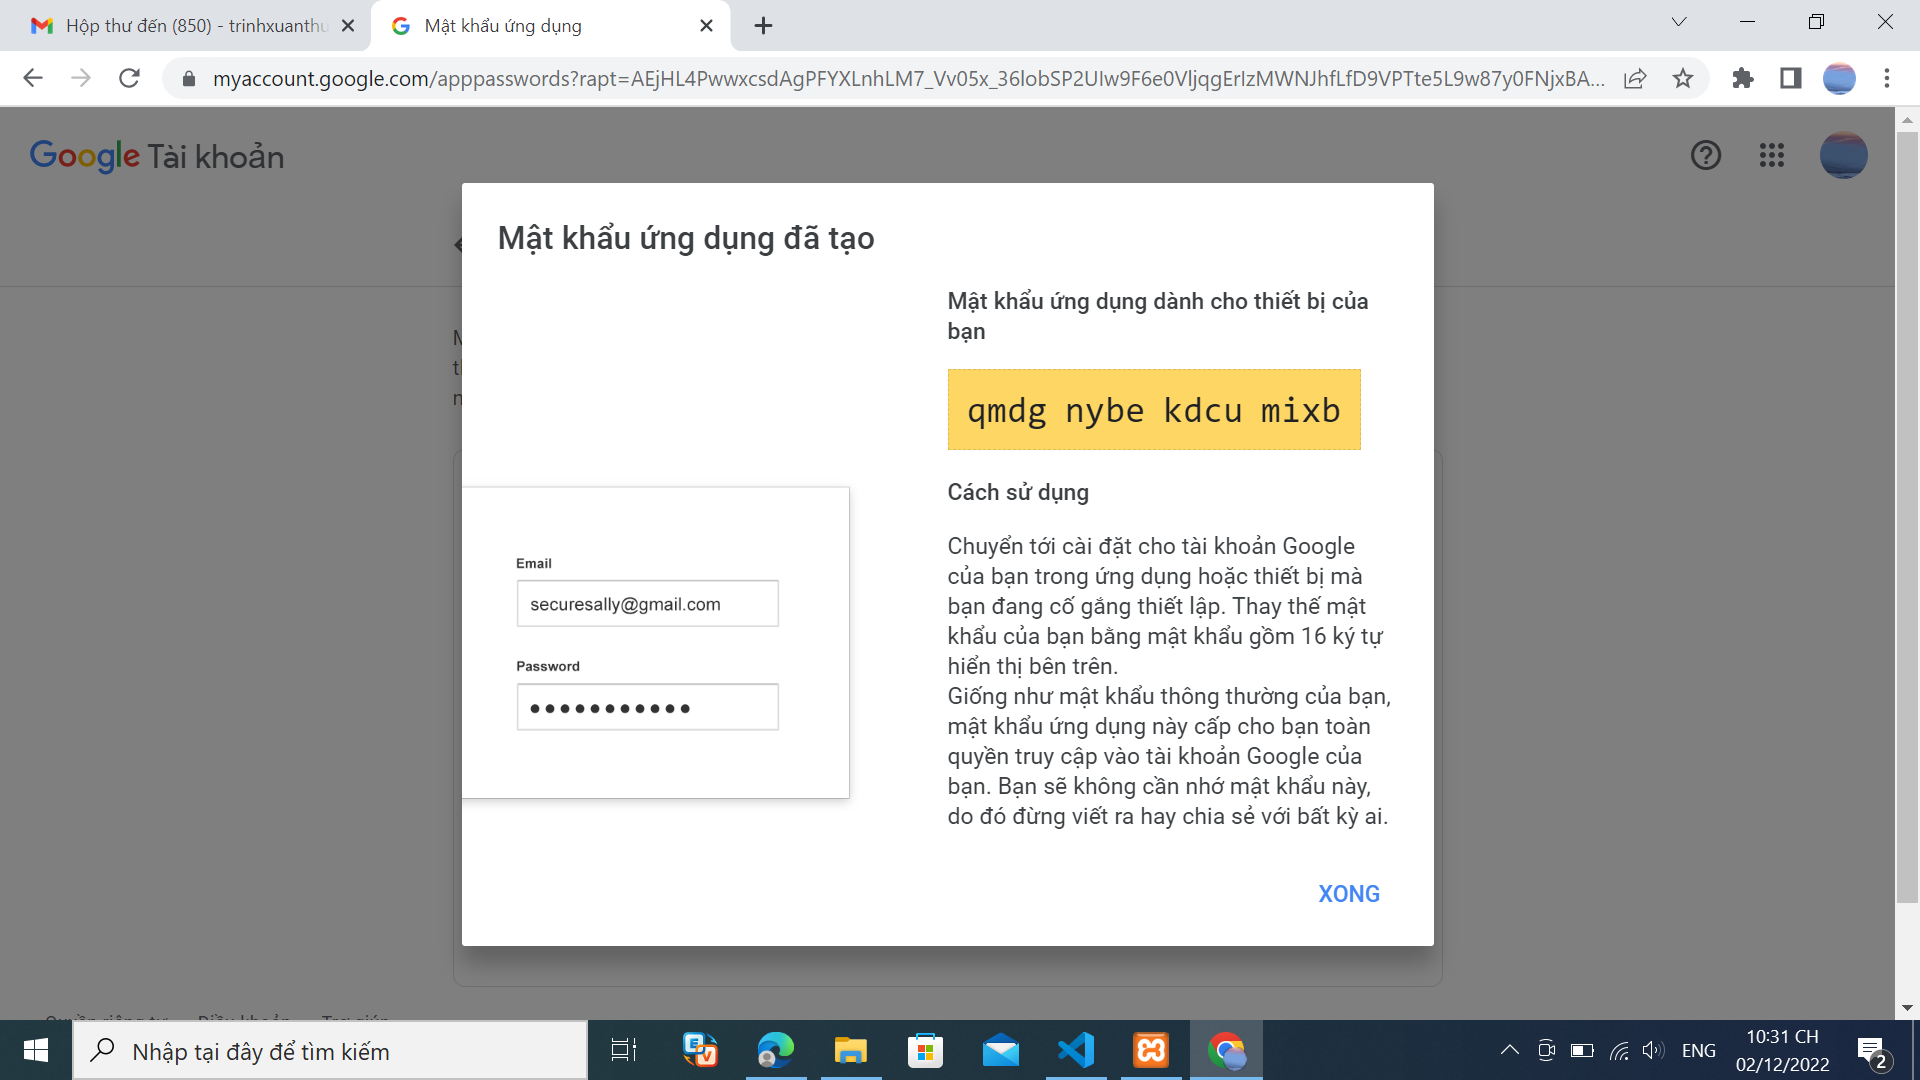 Hộp thư đến (850) - trinhxuanthu
Mật khẩu ứng dụng
myaccount.google.com/apppasswords?rapt=AEjHL4PwwxcsdAgPFYXLnhLM7_Vv05x_36lobSP2UIw9F6e0VljqgErIzMWNJhfLfD9VPTte5L9w87y0FNjxBA...
Google Tài khoản
Mật khẩu ứng dụng đã tạo
Mật khẩu ứng dụng dành cho thiết bị của
bạn
qmdg nybe kdcu mixb
Cách sử dụng
Chuyển tới cài đặt cho tài khoản Google
của bạn trong ứng dụng hoặc thiết bị mà
bạn đang cố gắng thiết lập. Thay thế mật
khẩu của bạn bằng mật khẩu gồm 16 ký tự
hiển thị bên trên.
Giống như mật khẩu thông thường của bạn,
mật khẩu ứng dụng này cấp cho bạn toàn
quyền truy cập vào tài khoản Google của
bạn. Bạn sẽ không cần nhớ mật khẩu này,
do đó đừng viết ra hay chia sẻ với bất kỳ ai.
Email
securesally@gmail.com
Password
XONG
Nhập tại đây để tìm kiếm
ENG
10:31 CH
02/12/2022
2